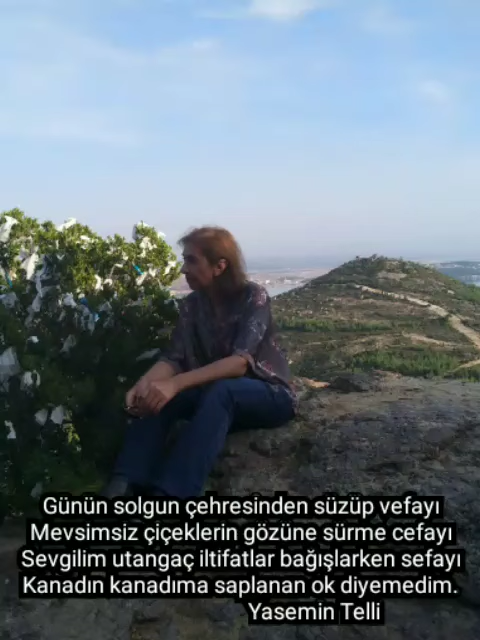 Günün solgun çehresinden süzüp vefayı
Mevsimsiz çiçeklerin gözüne sürme cefayı
Sevgilim utangaç iltifatlar bağışlarken sefayı
Kanadın kanadıma saplanan ok diyemedim.
Yasemin Telli